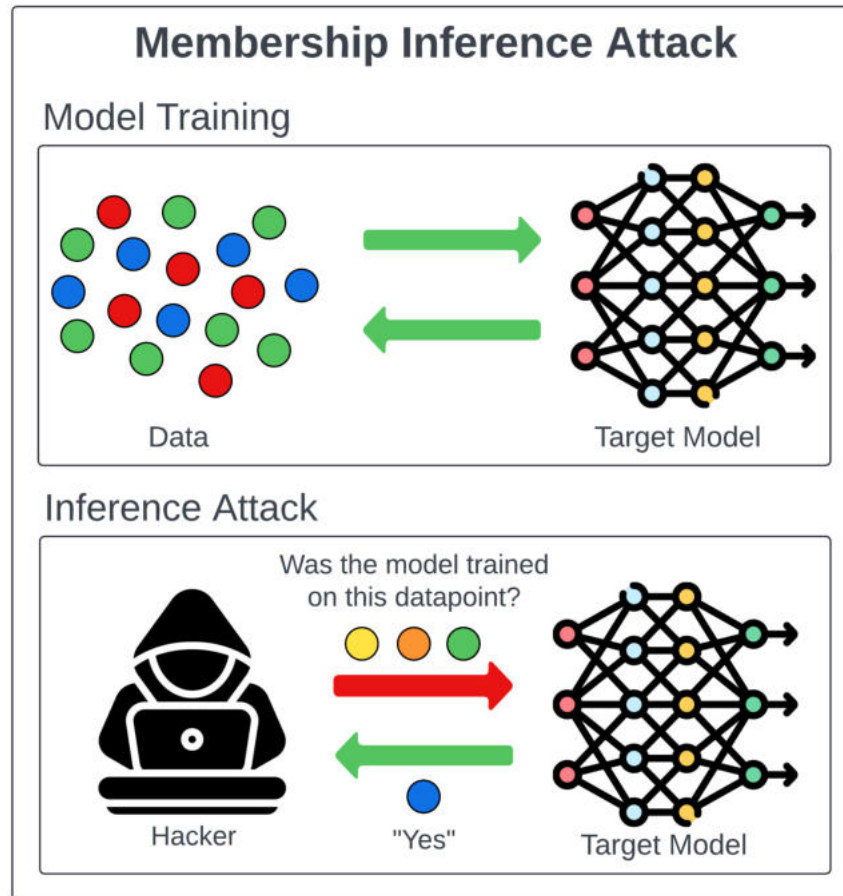 Membership Inference Attack
Model Training
Data
Target Model
Inference Attack
Was the model trained
on this datapoint?
Hacker
"Yes"
Target Model